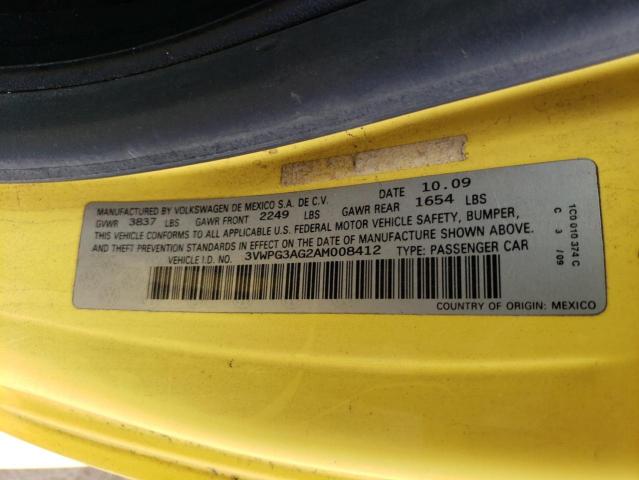 MANUFACTURED BY VOLKSWAGEN DE MEXICO S.A. DE C.V. DATE 10.09
GVWR 3837 LBS GAWR FRONT 2249 LBS GAWR REAR 1654 LBS
THIS VEHICLE CONFORMS TO ALL APPLICABLE U.S. FEDERAL MOTOR VEHICLE SAFETY, BUMPER,
AND THEFT PREVENTION STANDARDS IN EFFECT ON THE DATE OF MANUFACTURE SHOWN ABOVE.
VEHICLE I.D. NO. 3VWPG3AG2AM008412 TYPE: PASSENGER CAR
COUNTRY OF ORIGIN: MEXICO
1C0 010 374 C
C 3 /09